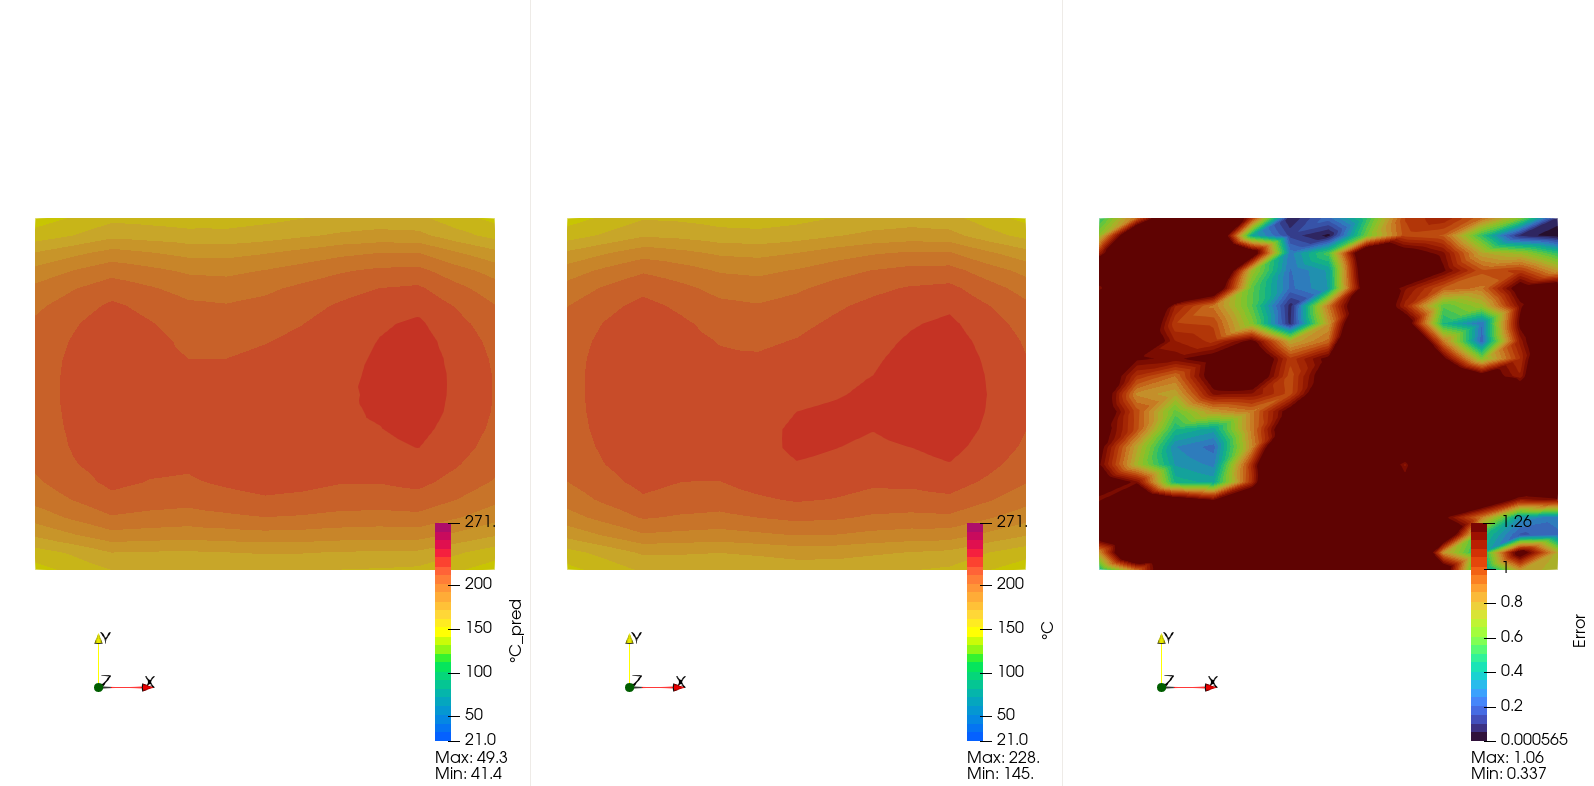 271.
200
150
100
50
21.0
°C_pred
Max: 49.3
Min: 41.4
Y
Z
X
271.
200
150
100
50
21.0
°C
Max: 228.
Min: 145.
Y
Z
X
1.26
1
0.8
0.6
0.4
0.2
0.000565
Error
Max: 1.06
Min: 0.337
Y
Z
X